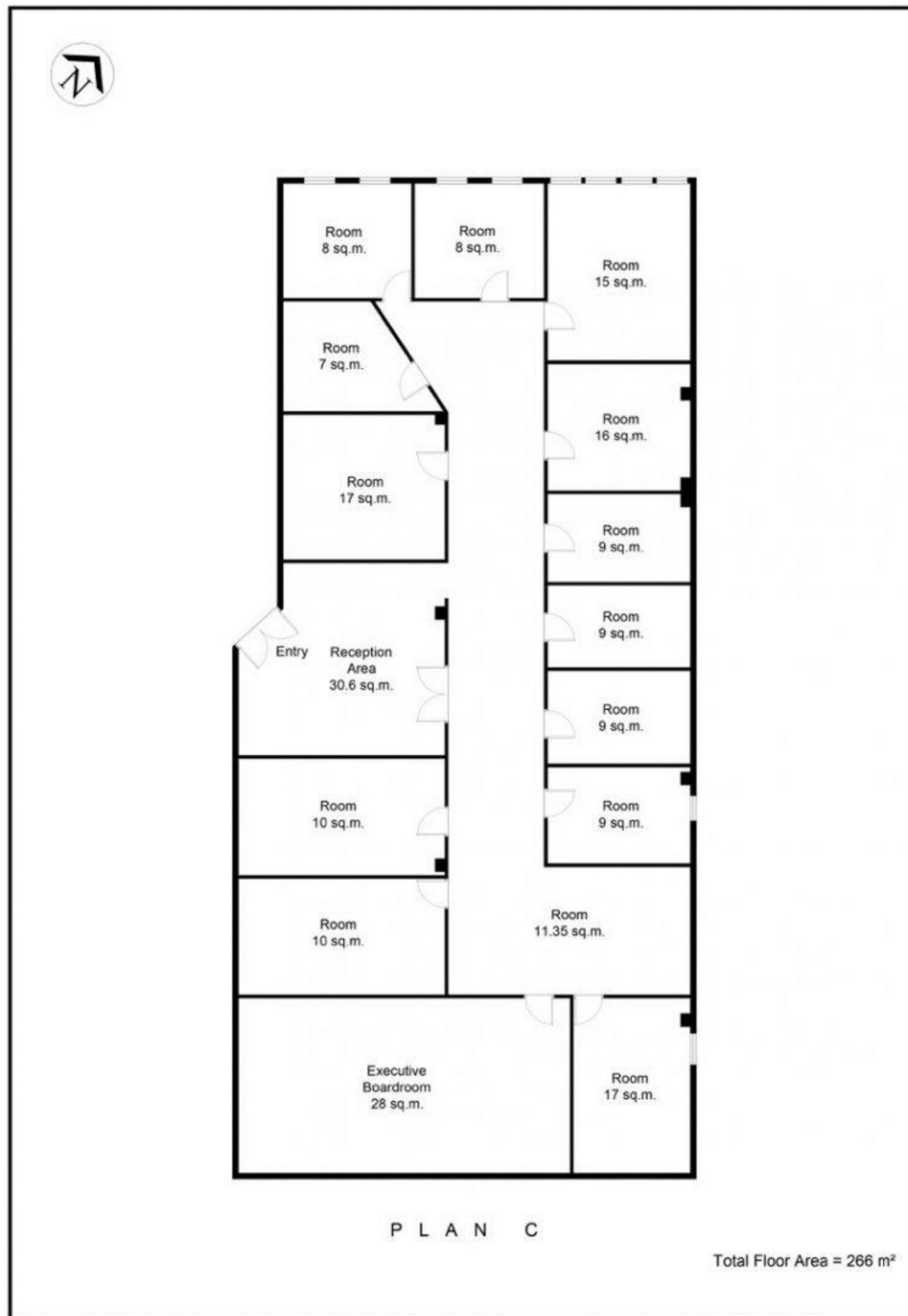 N
Room
8 sq.m.
Room
8 sq.m.
Room
15 sq.m.
Room
7 sq.m.
Room
16 sq.m.
Room
17 sq.m.
Room
9 sq.m.
Room
9 sq.m.
Entry
Reception
Area
30.6 sq.m.
Room
9 sq.m.
Room
10 sq.m.
Room
9 sq.m.
Room
10 sq.m.
Room
11.35 sq.m.
Executive
Boardroom
28 sq.m.
Room
17 sq.m.
PLAN C
Total Floor Area = 266 m²